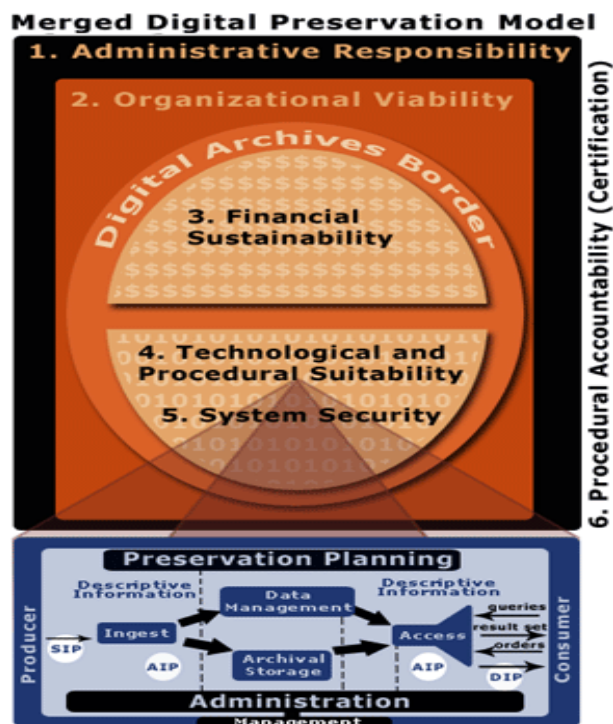 Merged Digital Preservation Model
1. Administrative Responsibility
2. Organizational Viability
Digital Archives Border
3. Financial
Sustainability
4. Technological and
Procedural Suitability
5. System Security
6. Procedural Accountability (Certification)
Preservation Planning
Producer
Descriptive
Information
Data
Management
Descriptive
Information
queries
result set
orders
SIP
Ingest
AIP
Archival
Storage
Access
AIP
DIP
Consumer
Administration
Management